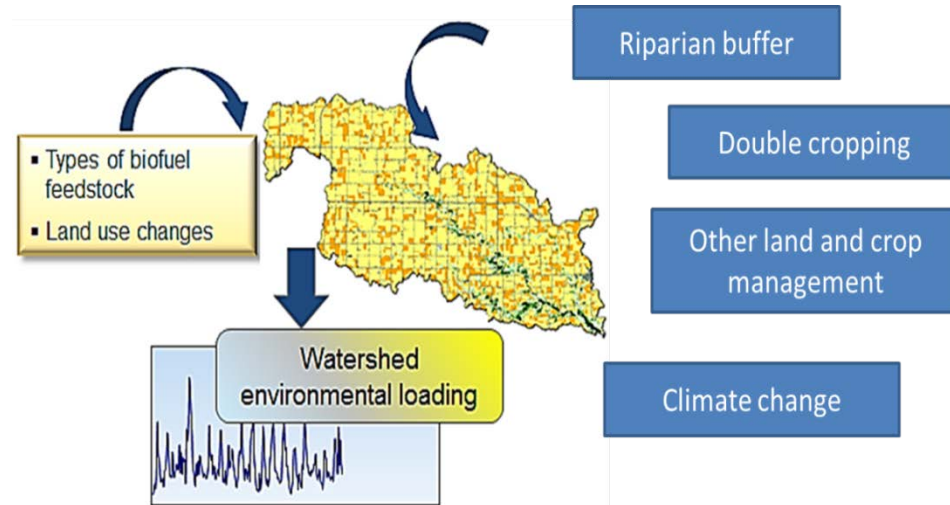 Riparian buffer
▪ Types of biofuel
feedstock
▪ Land use changes
Double cropping
Other land and crop
management
Watershed
environmental loading
Climate change